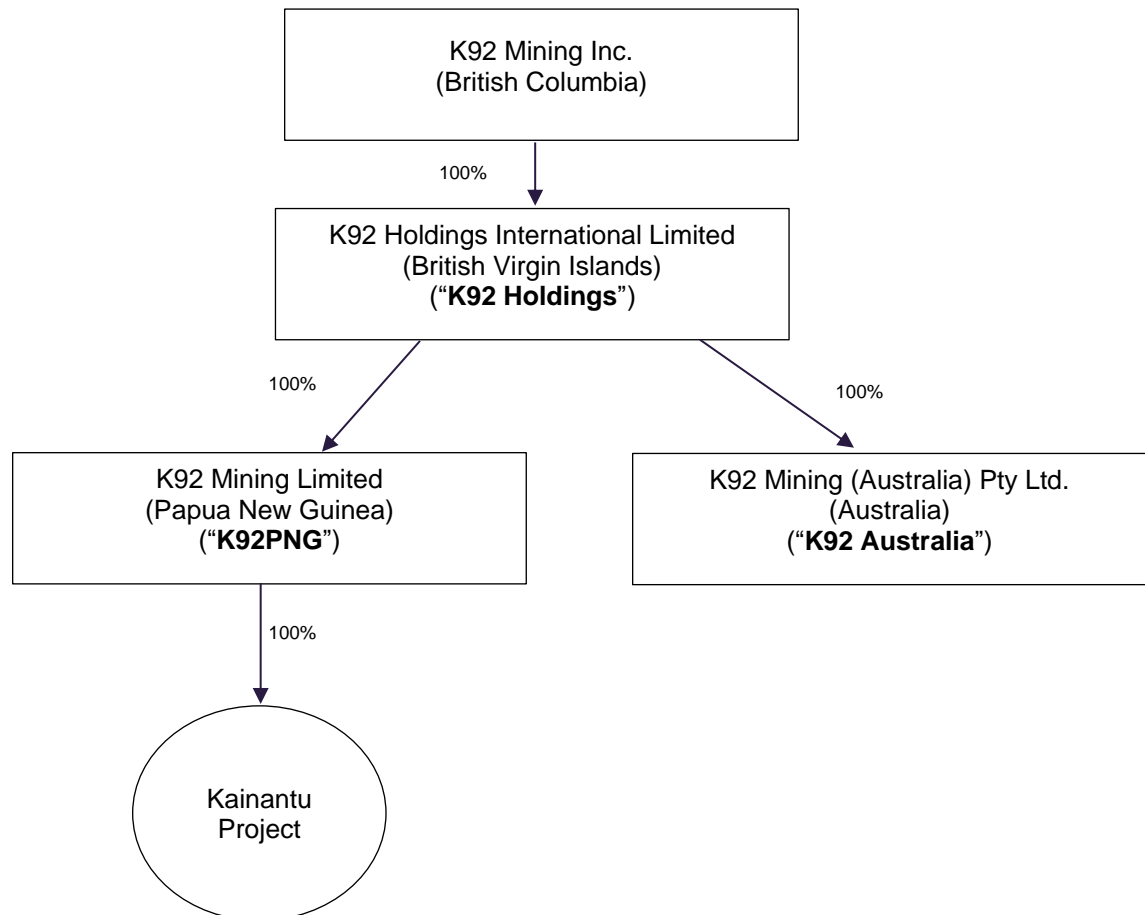 K92 Mining Inc.
(British Columbia)
100%
K92 Holdings International Limited
(British Virgin Islands)
(“K92 Holdings”)
100%
100%
K92 Mining Limited
(Papua New Guinea)
(“K92PNG”)
K92 Mining (Australia) Pty Ltd.
(Australia)
(“K92 Australia”)
100%
Kainantu
Project